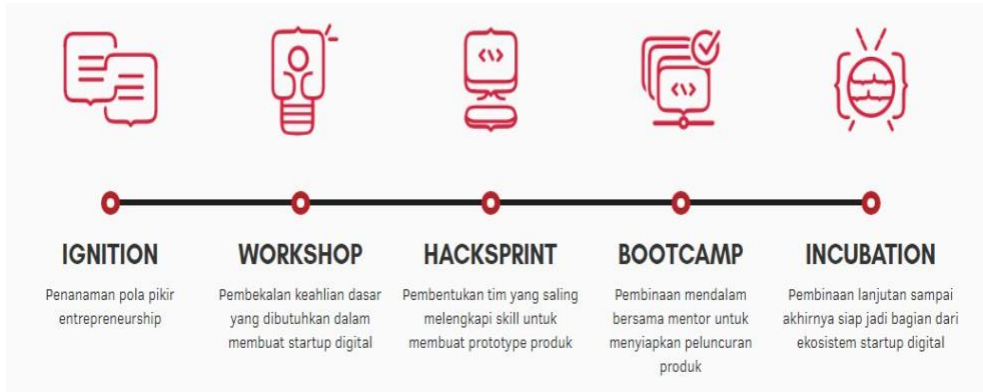 IGNITION
Penanaman pola pikir
entrepreneurship
WORKSHOP
Pembekalan keahlian dasar
yang dibutuhkan dalam
membuat startup digital
HACKSPRINT
Pembentukan tim yang saling
melengkapi skill untuk
membuat prototype produk
BOOTCAMP
Pembinaan mendalam
bersama mentor untuk
menyiapkan peluncuran
produk
INCUBATION
Pembinaan lanjutan sampai
akhirnya siap jadi bagian dari
ekosistem startup digital